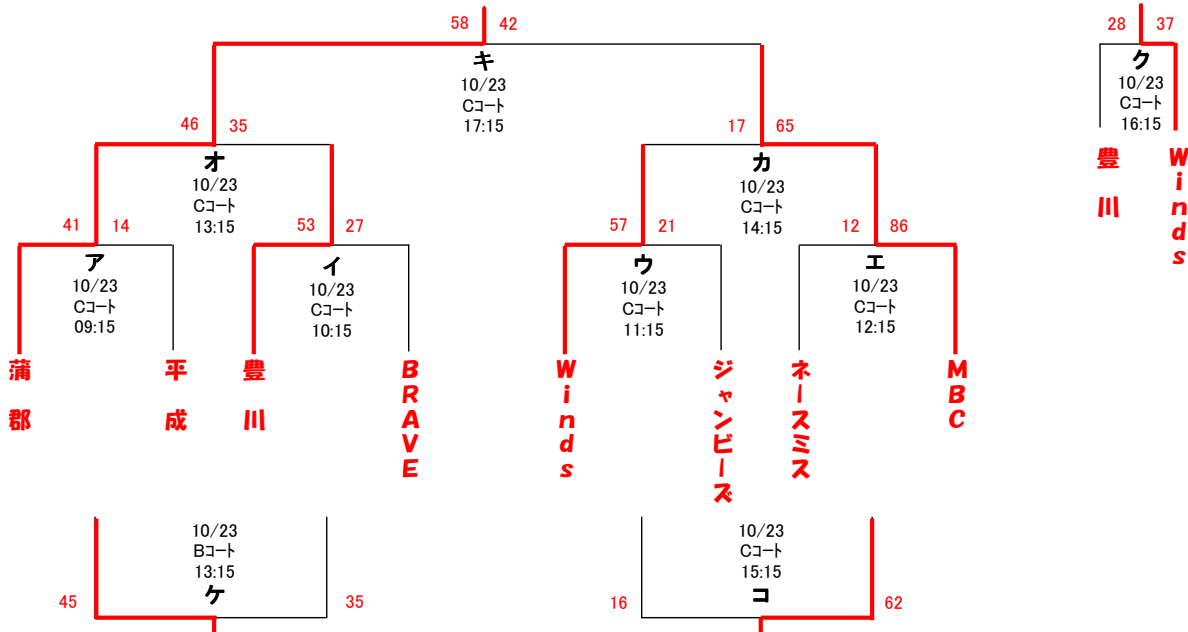 58 42
キ
10/23
Cコート
17:15
28 37
ク
10/23
Cコート
16:15
豊川
Winds
46 35
オ
10/23
Cコート
13:15
17 65
カ
10/23
Cコート
14:15
41 14
ア
10/23
Cコート
09:15
53 27
イ
10/23
Cコート
10:15
57 21
ウ
10/23
Cコート
11:15
12 86
エ
10/23
Cコート
12:15
蒲郡
平成
豊川
BRAVE
Winds
ジャンビーズ
ネースミス
MBC
10/23
Bコート
13:15
ケ
45 35
10/23
Cコート
15:15
コ
16 62